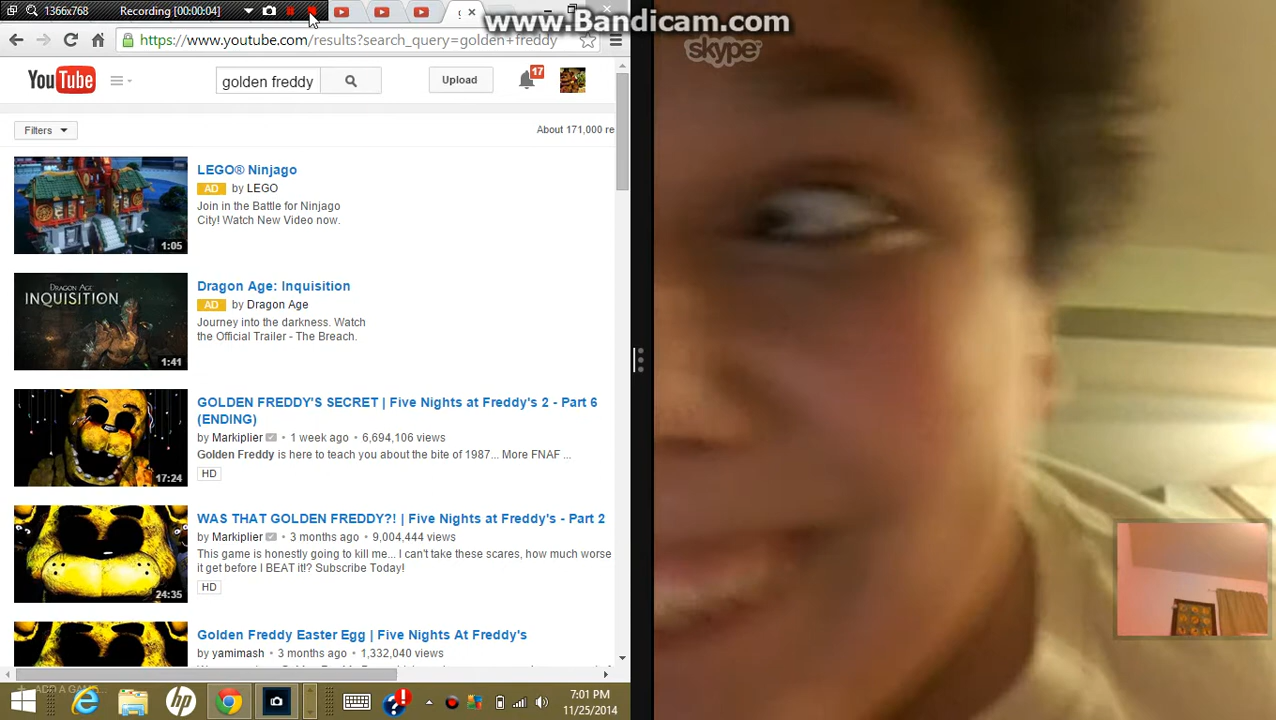 1366x768 Recording [00:00:04]
www.Bandicam.com
https://www.youtube.com/results?search_query=golden+freddy
skype
YouTube
golden freddy
Upload
17
Filters
About 171,000 re
LEGO® Ninjago
AD by LEGO
Join in the Battle for Ninjago
City! Watch New Video now.
1:05
DRAGON AGE
INQUISITION
1:41
Dragon Age: Inquisition
AD by Dragon Age
Journey into the darkness. Watch
the Official Trailer - The Breach.
GOLDEN FREDDY'S SECRET | Five Nights at Freddy's 2 - Part 6
(ENDING)
by Markiplier • 1 week ago • 6,694,106 views
Golden Freddy is here to teach you about the bite of 1987... More FNAF ...
HD
17:24
WAS THAT GOLDEN FREDDY?! | Five Nights at Freddy's - Part 2
by Markiplier • 3 months ago • 9,004,444 views
This game is honestly going to kill me... I can't take these scares, how much worse
it get before I BEAT it!? Subscribe Today!
HD
24:35
Golden Freddy Easter Egg | Five Nights At Freddy's
by yamimash • 3 months ago • 1,332,040 views
ADD A GAME
hp
7:01 PM
11/25/2014